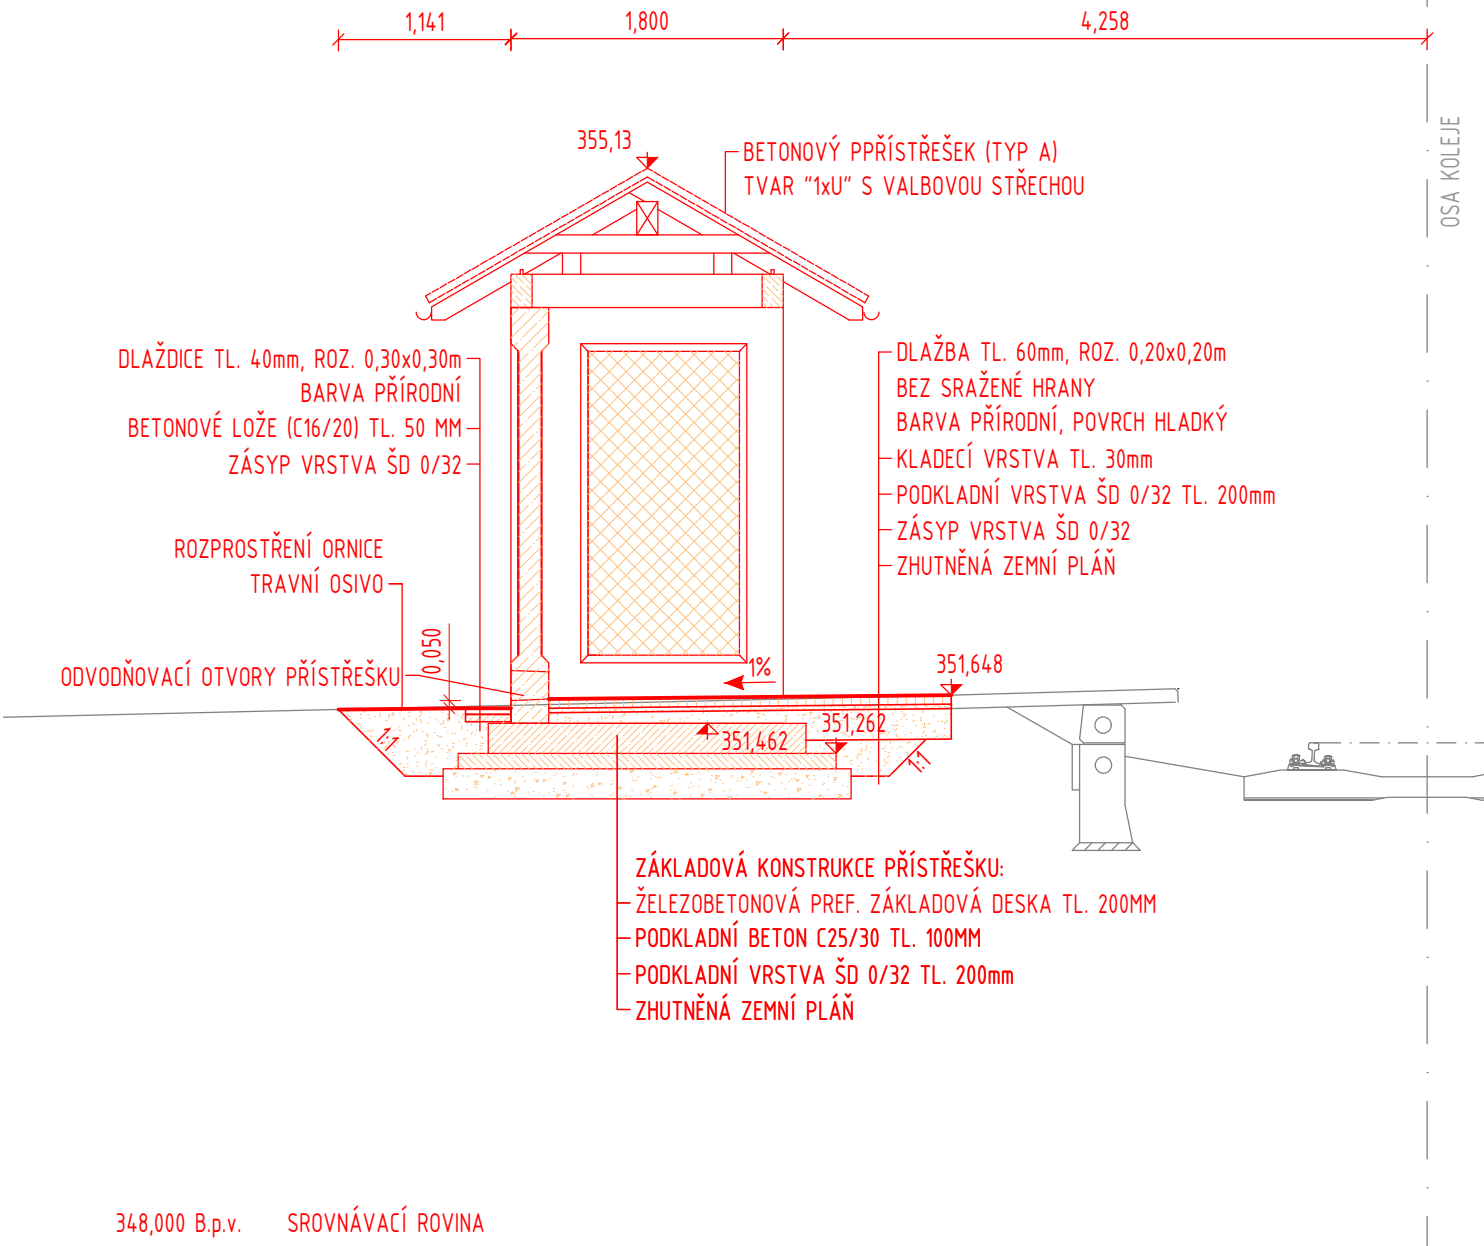 1,141
1,800
4,258
OSA KOLEJE
355,13
BETONOVÝ PPŘÍSTŘEŠEK (TYP A)
TVAR "1xU" S VALBOVOU STŘECHOU
DLAŽDICE TL. 40mm, ROZ. 0,30x0,30m
BARVA PŘÍRODNÍ
BETONOVÉ LOŽE (C16/20) TL. 50 MM
ZÁSYP VRSTVA ŠD 0/32
DLAŽBA TL. 60mm, ROZ. 0,20x0,20m
BEZ SRAŽENÉ HRANY
BARVA PŘÍRODNÍ, POVRCH HLADKÝ
KLADECÍ VRSTVA TL. 30mm
PODKLADNÍ VRSTVA ŠD 0/32 TL. 200mm
ZÁSYP VRSTVA ŠD 0/32
ZHUTNĚNÁ ZEMNÍ PLÁŇ
ROZPROSTŘENÍ ORNICE
TRAVNÍ OSIVO
0,050
ODVODŇOVACÍ OTVORY PŘÍSTŘEŠKU
1%
351,648
1:1
351,462
351,262
1:1
ZÁKLADOVÁ KONSTRUKCE PŘÍSTŘEŠKU:
ŽELEZOBETONOVÁ PREF. ZÁKLADOVÁ DESKA TL. 200MM
PODKLADNÍ BETON C25/30 TL. 100MM
PODKLADNÍ VRSTVA ŠD 0/32 TL. 200mm
ZHUTNĚNÁ ZEMNÍ PLÁŇ
348,000 B.p.v. SROVNÁVACÍ ROVINA